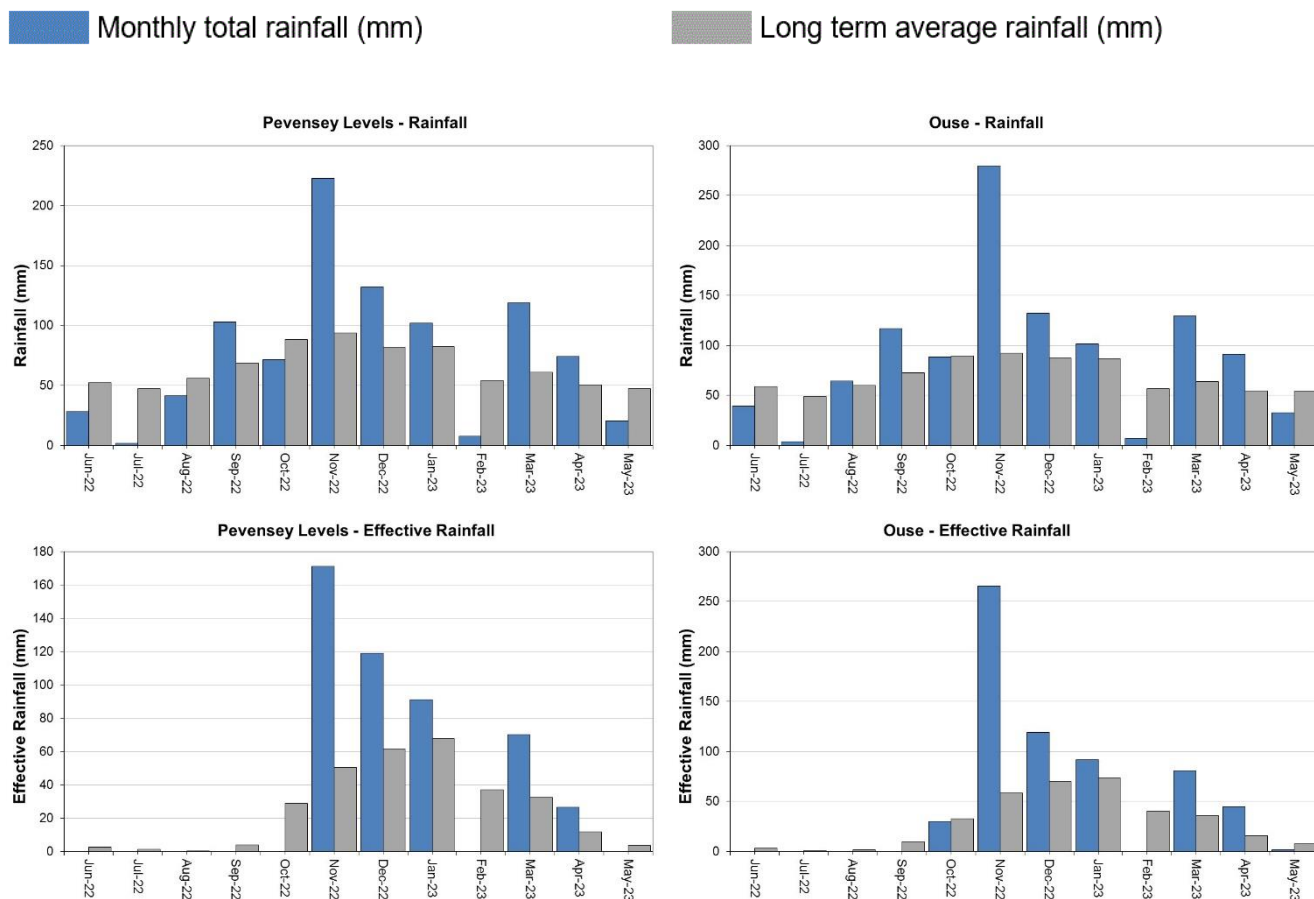 Monthly total rainfall (mm)
Long term average rainfall (mm)
Pevensey Levels - Rainfall
Rainfall (mm)
250
200
150
100
50
0
Jun-22
Jul-22
Aug-22
Sep-22
Oct-22
Nov-22
Dec-22
Jan-23
Feb-23
Mar-23
Apr-23
May-23
Ouse - Rainfall
Rainfall (mm)
300
250
200
150
100
50
0
Jun-22
Jul-22
Aug-22
Sep-22
Oct-22
Nov-22
Dec-22
Jan-23
Feb-23
Mar-23
Apr-23
May-23
Pevensey Levels - Effective Rainfall
Effective Rainfall (mm)
180
160
140
120
100
80
60
40
20
0
Jun-22
Jul-22
Aug-22
Sep-22
Oct-22
Nov-22
Dec-22
Jan-23
Feb-23
Mar-23
Apr-23
May-23
Ouse - Effective Rainfall
Effective Rainfall (mm)
300
250
200
150
100
50
0
Jun-22
Jul-22
Aug-22
Sep-22
Oct-22
Nov-22
Dec-22
Jan-23
Feb-23
Mar-23
Apr-23
May-23